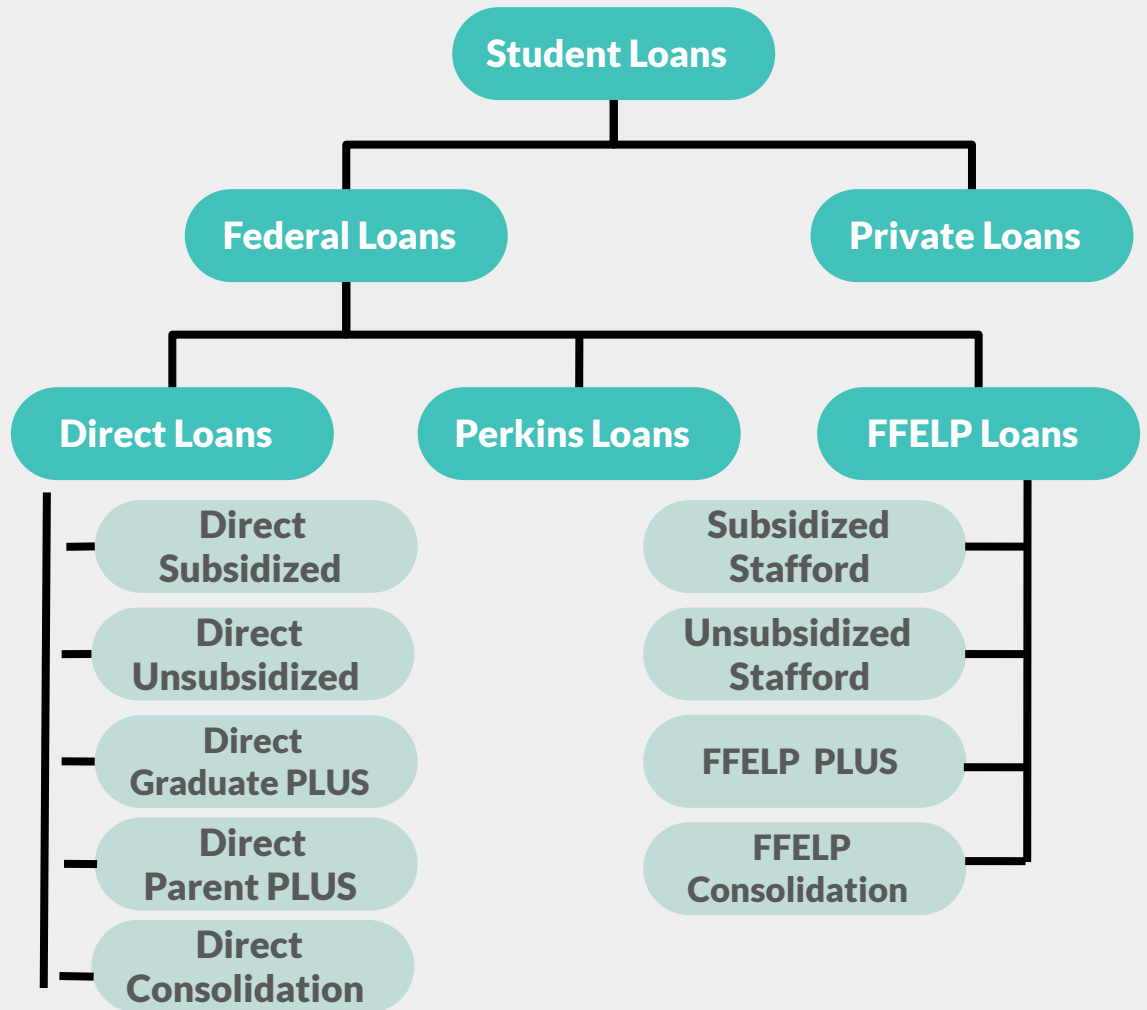 Student Loans
Federal Loans
Private Loans
Direct Loans
Perkins Loans
FFELP Loans
Direct
Subsidized
Direct
Unsubsidized
Direct
Graduate PLUS
Direct
Parent PLUS
Direct
Consolidation
Subsidized
Stafford
Unsubsidized
Stafford
FFELP PLUS
FFELP
Consolidation